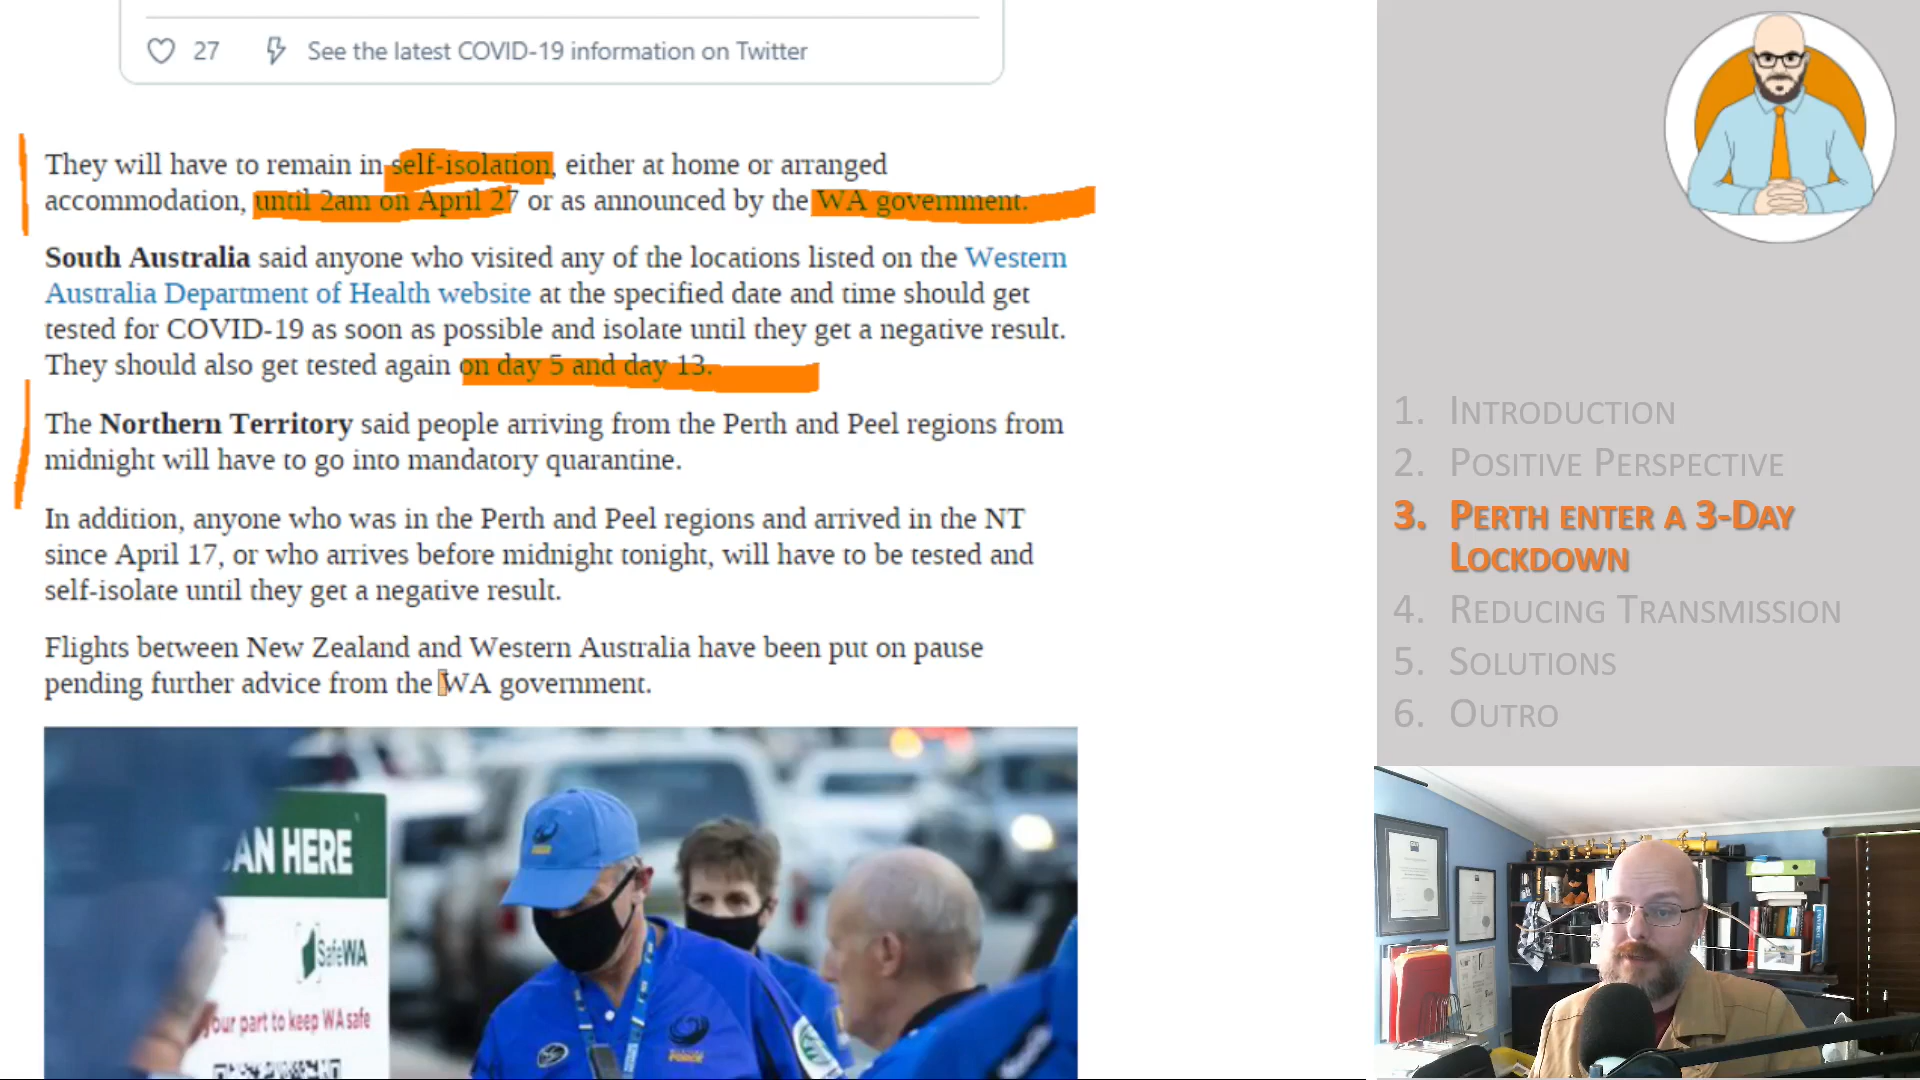 27 See the latest COVID-19 information on Twitter
They will have to remain in self-isolation, either at home or arranged
accommodation, until 2am on April 27 or as announced by the WA government.
South Australia said anyone who visited any of the locations listed on the Western
Australia Department of Health website at the specified date and time should get
tested for COVID-19 as soon as possible and isolate until they get a negative result.
They should also get tested again on day 5 and day 13.
The Northern Territory said people arriving from the Perth and Peel regions from
midnight will have to go into mandatory quarantine.
In addition, anyone who was in the Perth and Peel regions and arrived in the NT
since April 17, or who arrives before midnight tonight, will have to be tested and
self-isolate until they get a negative result.
Flights between New Zealand and Western Australia have been put on pause
pending further advice from the WA government.
AN HERE
SafeWA
your part to keep WA safe
FORCE
1. INTRODUCTION
2. POSITIVE PERSPECTIVE
3. PERTH ENTER A 3-DAY
LOCKDOWN
4. REDUCING TRANSMISSION
5. SOLUTIONS
6. OUTRO